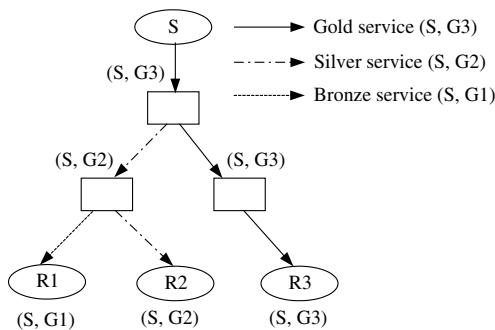 S
Gold service (S, G3)
(S, G3)
Silver service (S, G2)
Bronze service (S, G1)
(S, G2)
(S, G3)
R1
R2
R3
(S, G1)
(S, G2)
(S, G3)